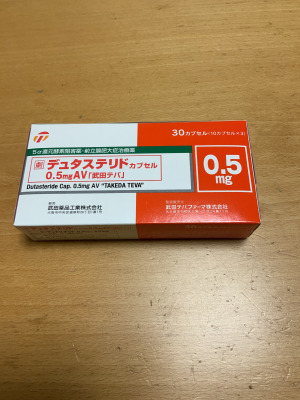 30カプセル(10カプセル×3)
5α還元酵素阻害薬・前立腺肥大症治療薬
劇
デュタステリドカプセル
0.5mgAV「武田テバ」
Dutasteride Cap. 0.5mg AV "TAKEDA TEVA"
0.5
mg
武田薬品工業株式会社
武田テバファーマ株式会社